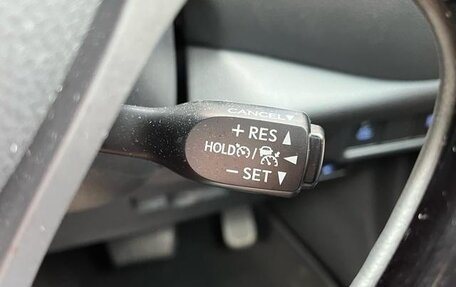 CANCEL▼
+ RES ▲
HOLD / ◀
− SET ▼